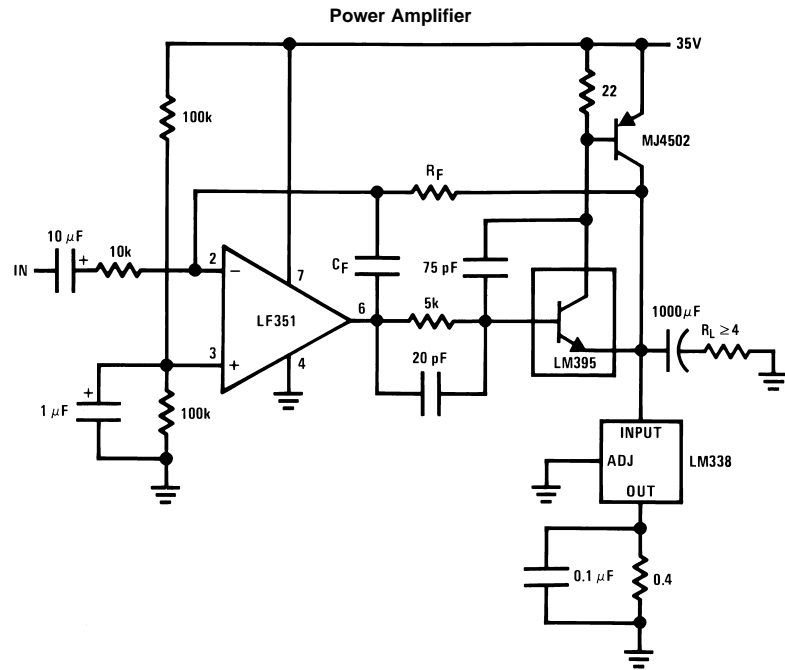 Power Amplifier
35V
100k
22
MJ4502
R_F
10 μF
+
IN
10k
2
−
7
C_F
75 pF
LF351
6
5k
1000μF
R_L ≥4
3
+
4
20 pF
LM395
+
1 μF
100k
INPUT
ADJ
LM338
OUT
0.1 μF
0.4